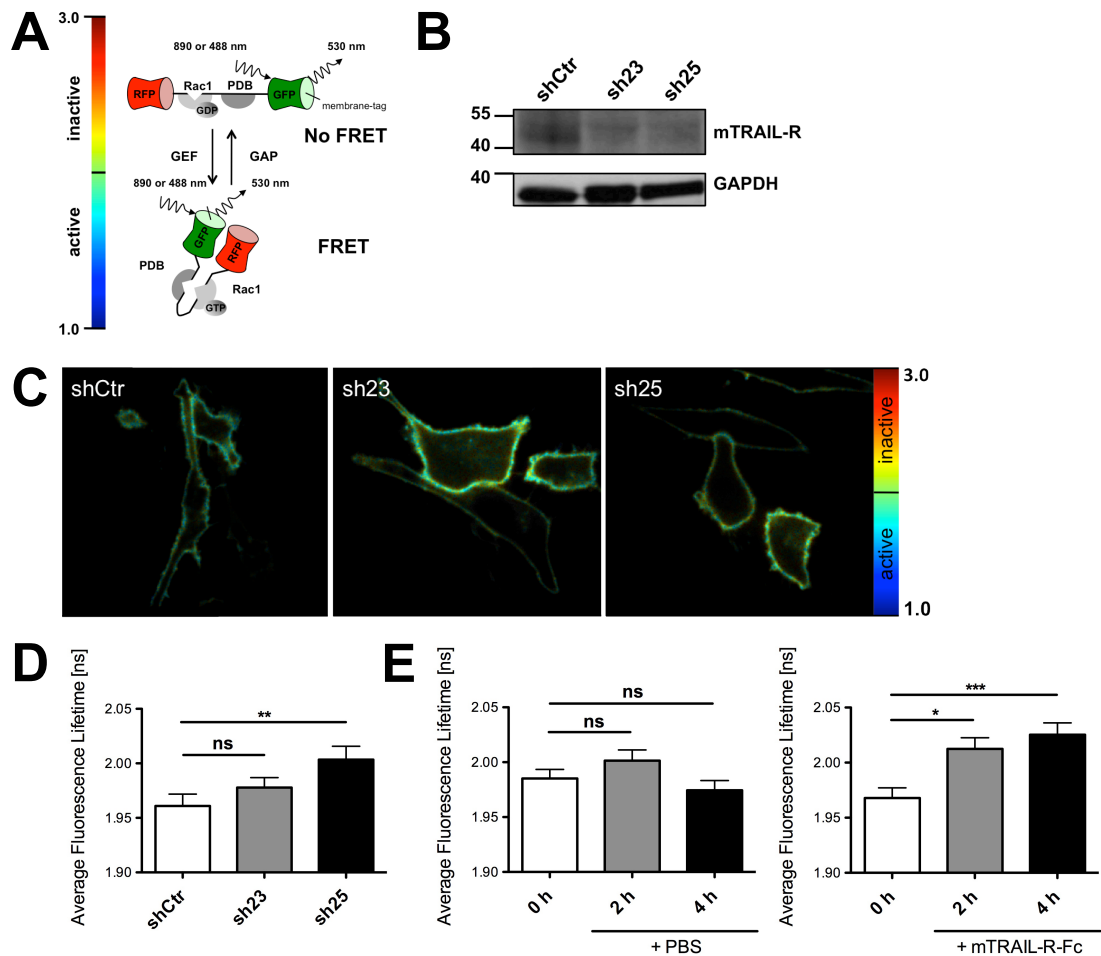 A
3.0
inactive
active
1.0
890 or 488 nm
530 nm
RFP
Rac1
PDB
GFP
GDP
membrane-tag
No FRET
GEF
GAP
890 or 488 nm
530 nm
GFP
RFP
FRET
PDB
Rac1
GTP
B
shCtr
sh23
sh25
55
40
mTRAIL-R
40
GAPDH
C
shCtr
sh23
sh25
3.0
inactive
active
1.0
D
Average Fluorescence Lifetime [ns]
2.05
2.00
1.95
1.90
**
ns
shCtr
sh23
sh25
E
Average Fluorescence Lifetime [ns]
2.05
2.00
1.95
1.90
ns
ns
0 h
2 h
4 h
+ PBS
Average Fluorescence Lifetime [ns]
2.05
2.00
1.95
1.90
***
*
0 h
2 h
4 h
+ mTRAIL-R-Fc